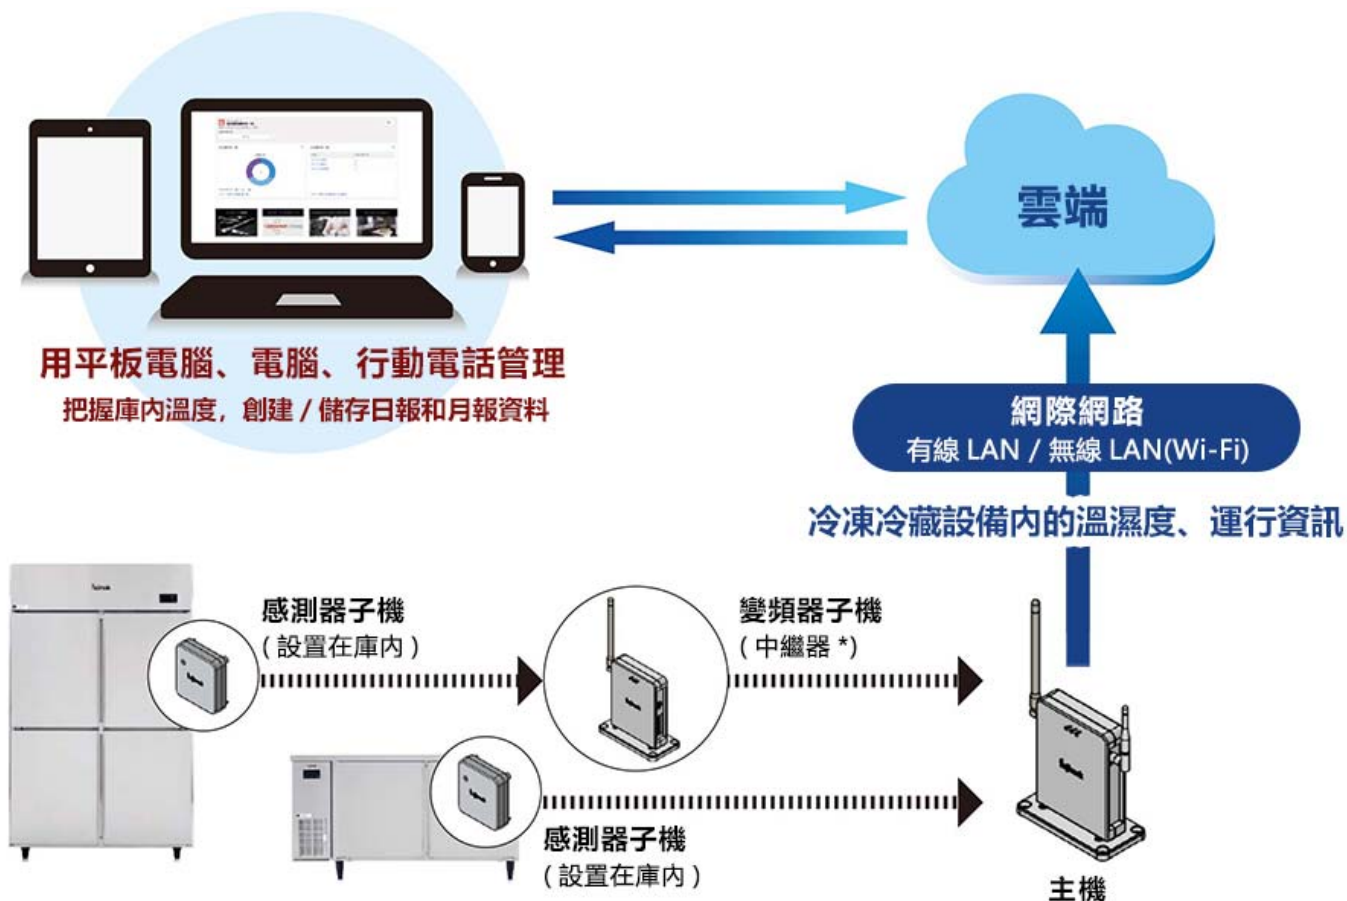 雲端
用平板電腦、電腦、行動電話管理
把握庫內溫度，創建 / 儲存日報和月報資料
網際網路
有線 LAN / 無線 LAN(Wi-Fi)
冷凍冷藏設備內的溫濕度、運行資訊
感測器子機
( 設置在庫內 )
變頻器子機
( 中繼器 *)
感測器子機
( 設置在庫內 )
主機